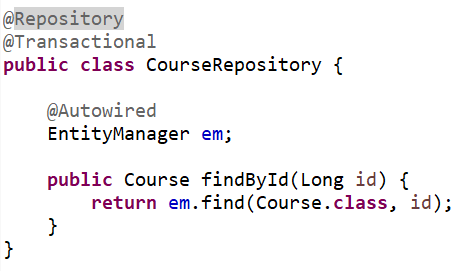 @Repository
@Transactional
public class CourseRepository {
@Autowired
EntityManager em;
public Course findById(Long id) {
return em.find(Course.class, id);
}
}